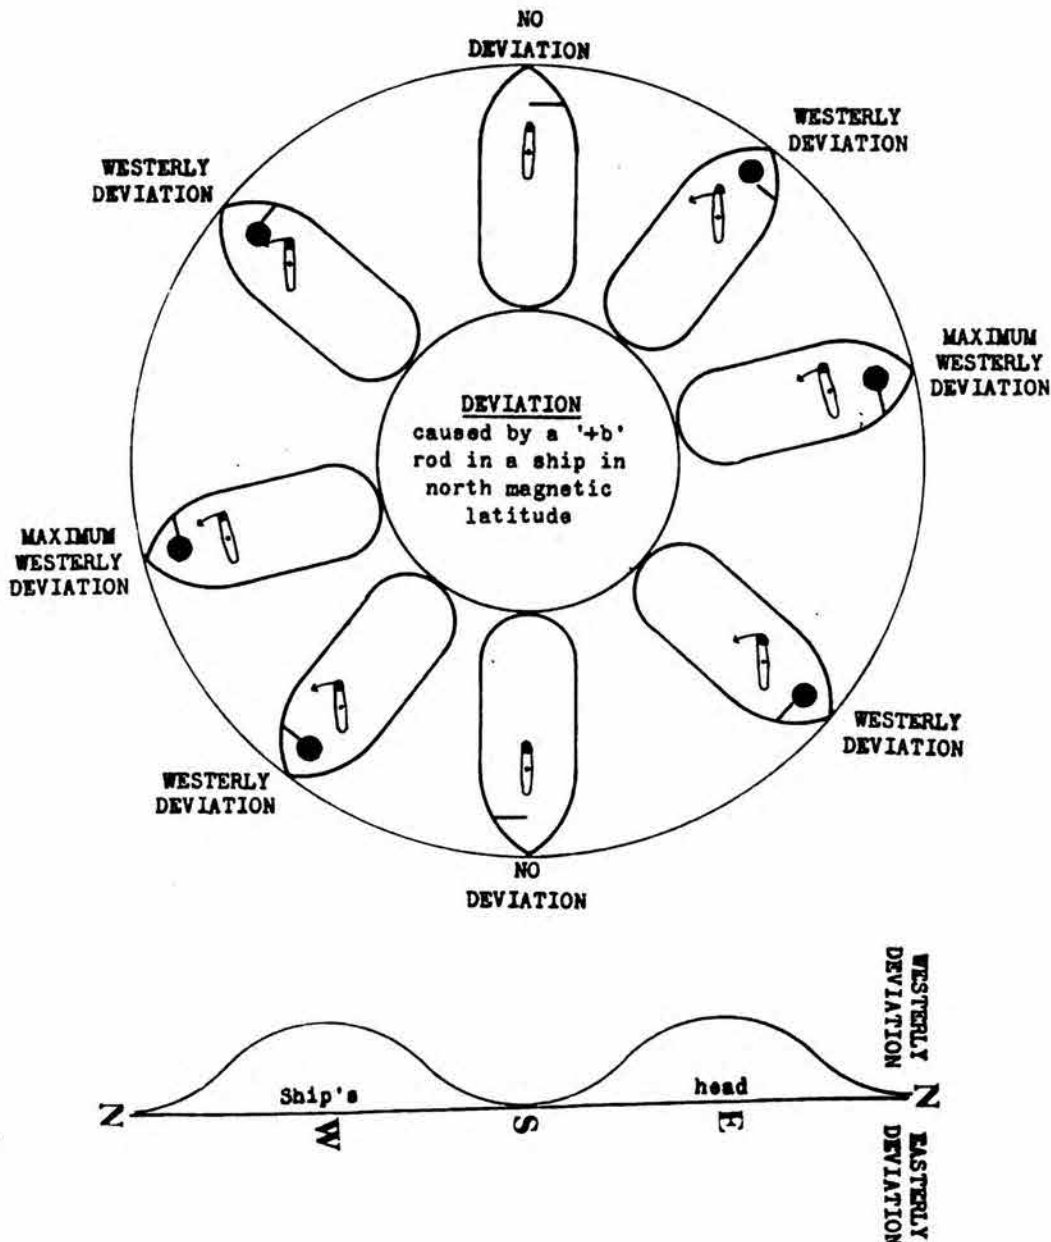 NO
DEVIATION
WESTERLY
DEVIATION
WESTERLY
DEVIATION
MAXIMUM
WESTERLY
DEVIATION
DEVIATION
caused by a '+b'
rod in a ship in
north magnetic
latitude
MAXIMUM
WESTERLY
DEVIATION
WESTERLY
DEVIATION
WESTERLY
DEVIATION
NO
DEVIATION
WESTERLY
DEVIATION
Ship's
head
N
W
S
E
N
EASTERLY
DEVIATION